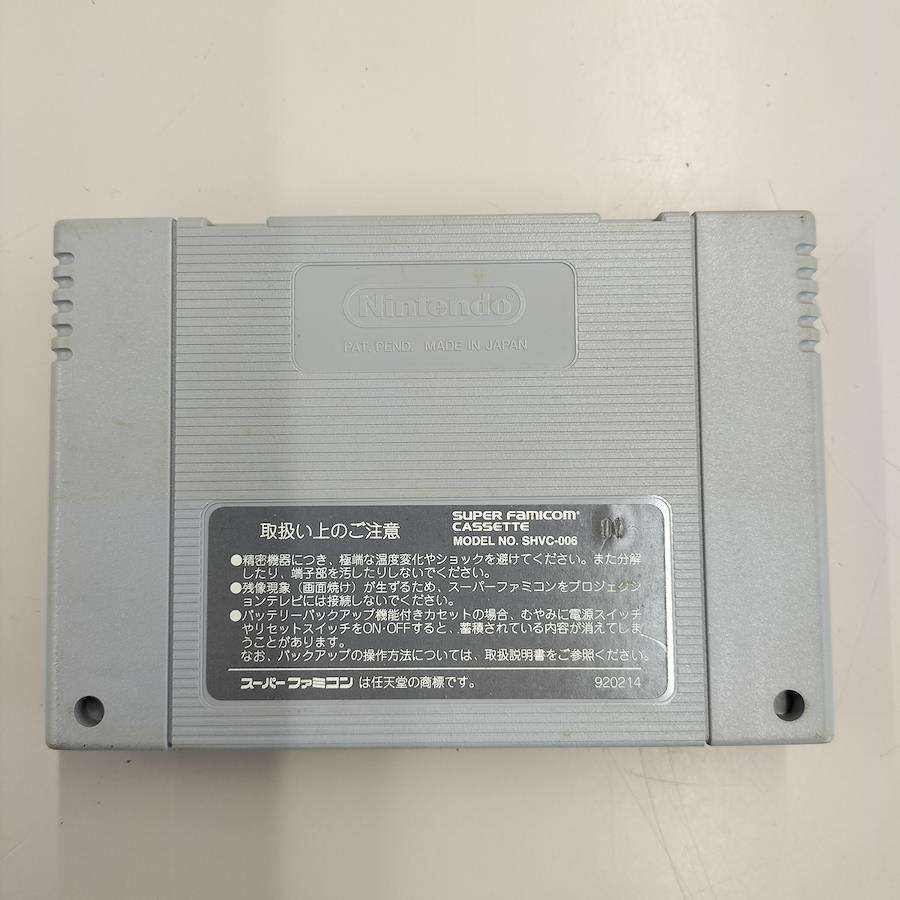 Nintendo®
PAT. PEND. MADE IN JAPAN
取扱い上のご注意
SUPER FAMICOM®
CASSETTE
MODEL NO. SHVC-006
●精密機器につき、極端な温度変化やショックを避けてください。また分解
したり、端子部を汚したりしないでください。
●残像現象（画面焼け）が生ずるため、スーパーファミコンをプロジェクシ
ョンテレビには接続しないでください。
●バッテリーバックアップ機能付きカセットの場合、むやみに電源スイッチ
やリセットスイッチをON・OFFすると、蓄積されている内容が消えてしま
うことがあります。
なお、バックアップの操作方法については、取扱説明書をご参照ください。
スーパーファミコン は任天堂の商標です。
920214